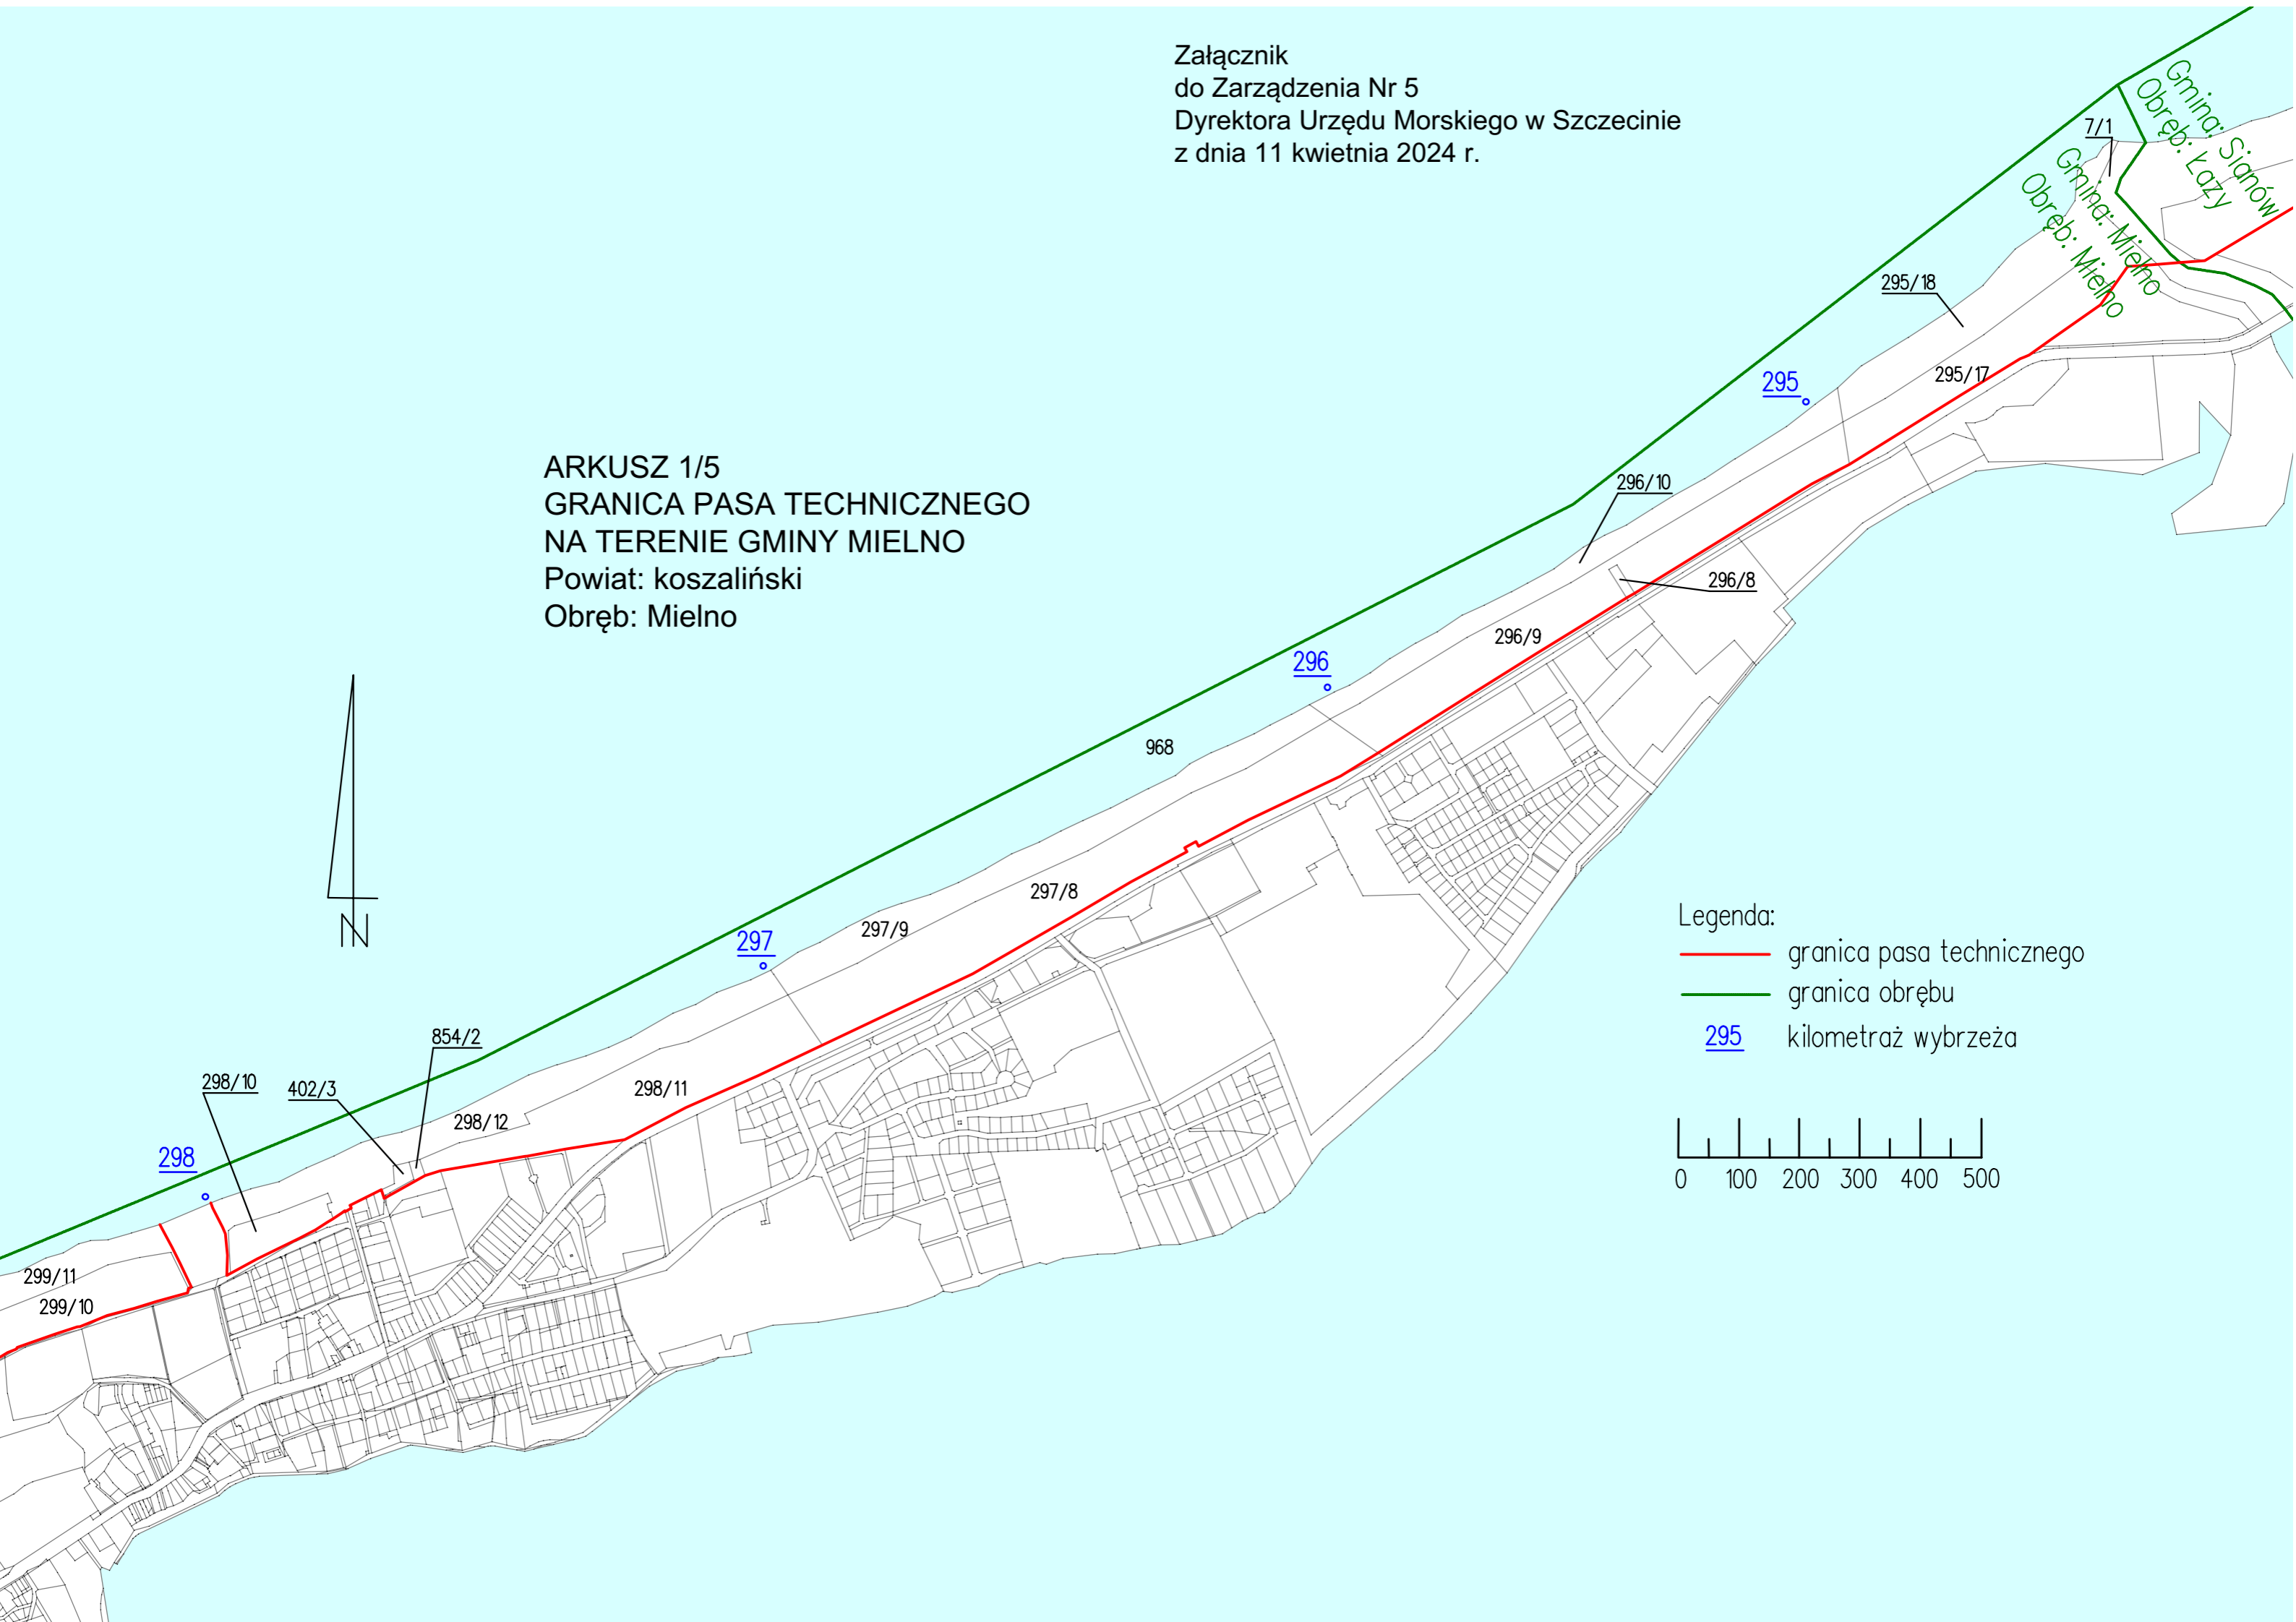 Załącznik
do Zarządzenia Nr 5
Dyrektora Urzędu Morskiego w Szczecinie
z dnia 11 kwietnia 2024 r.
Gmina: Sianów
Obręb: Łazy
7/1
Gmina: Mielno
Obręb: Mielno
295/18
295
295/17
ARKUSZ 1/5
GRANICA PASA TECHNICZNEGO
NA TERENIE GMINY MIELNO
Powiat: koszaliński
Obręb: Mielno
296/10
296/8
296/9
296
968
297/8
297/9
297
N
Legenda:
granica pasa technicznego
granica obrębu
295 kilometraż wybrzeża
854/2
298/10
402/3
298/11
298/12
298
0 100 200 300 400 500
299/11
299/10